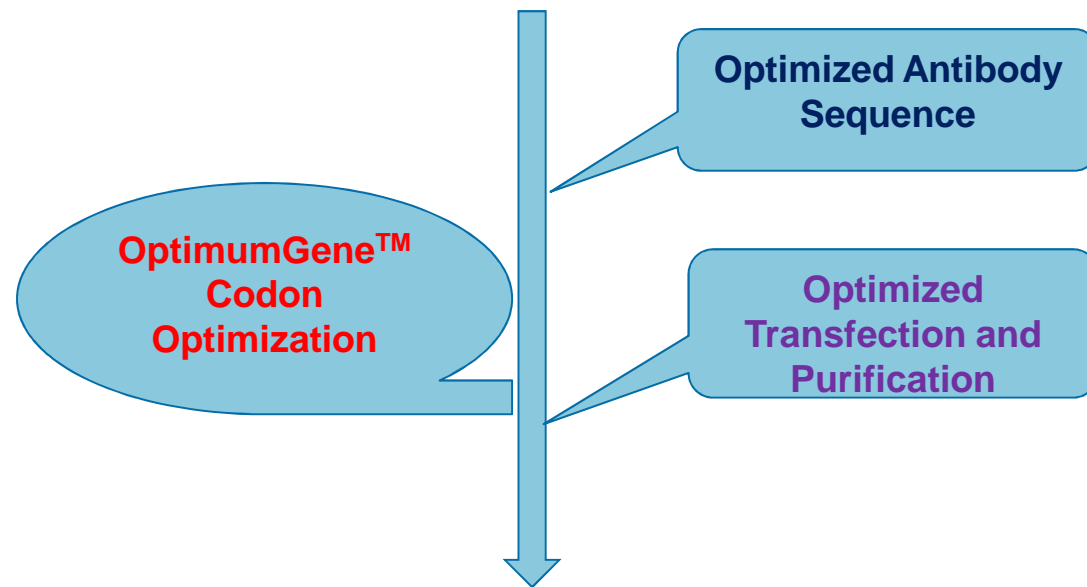 Optimized Antibody
Sequence
OptimumGene™
Codon
Optimization
Optimized
Transfection and
Purification